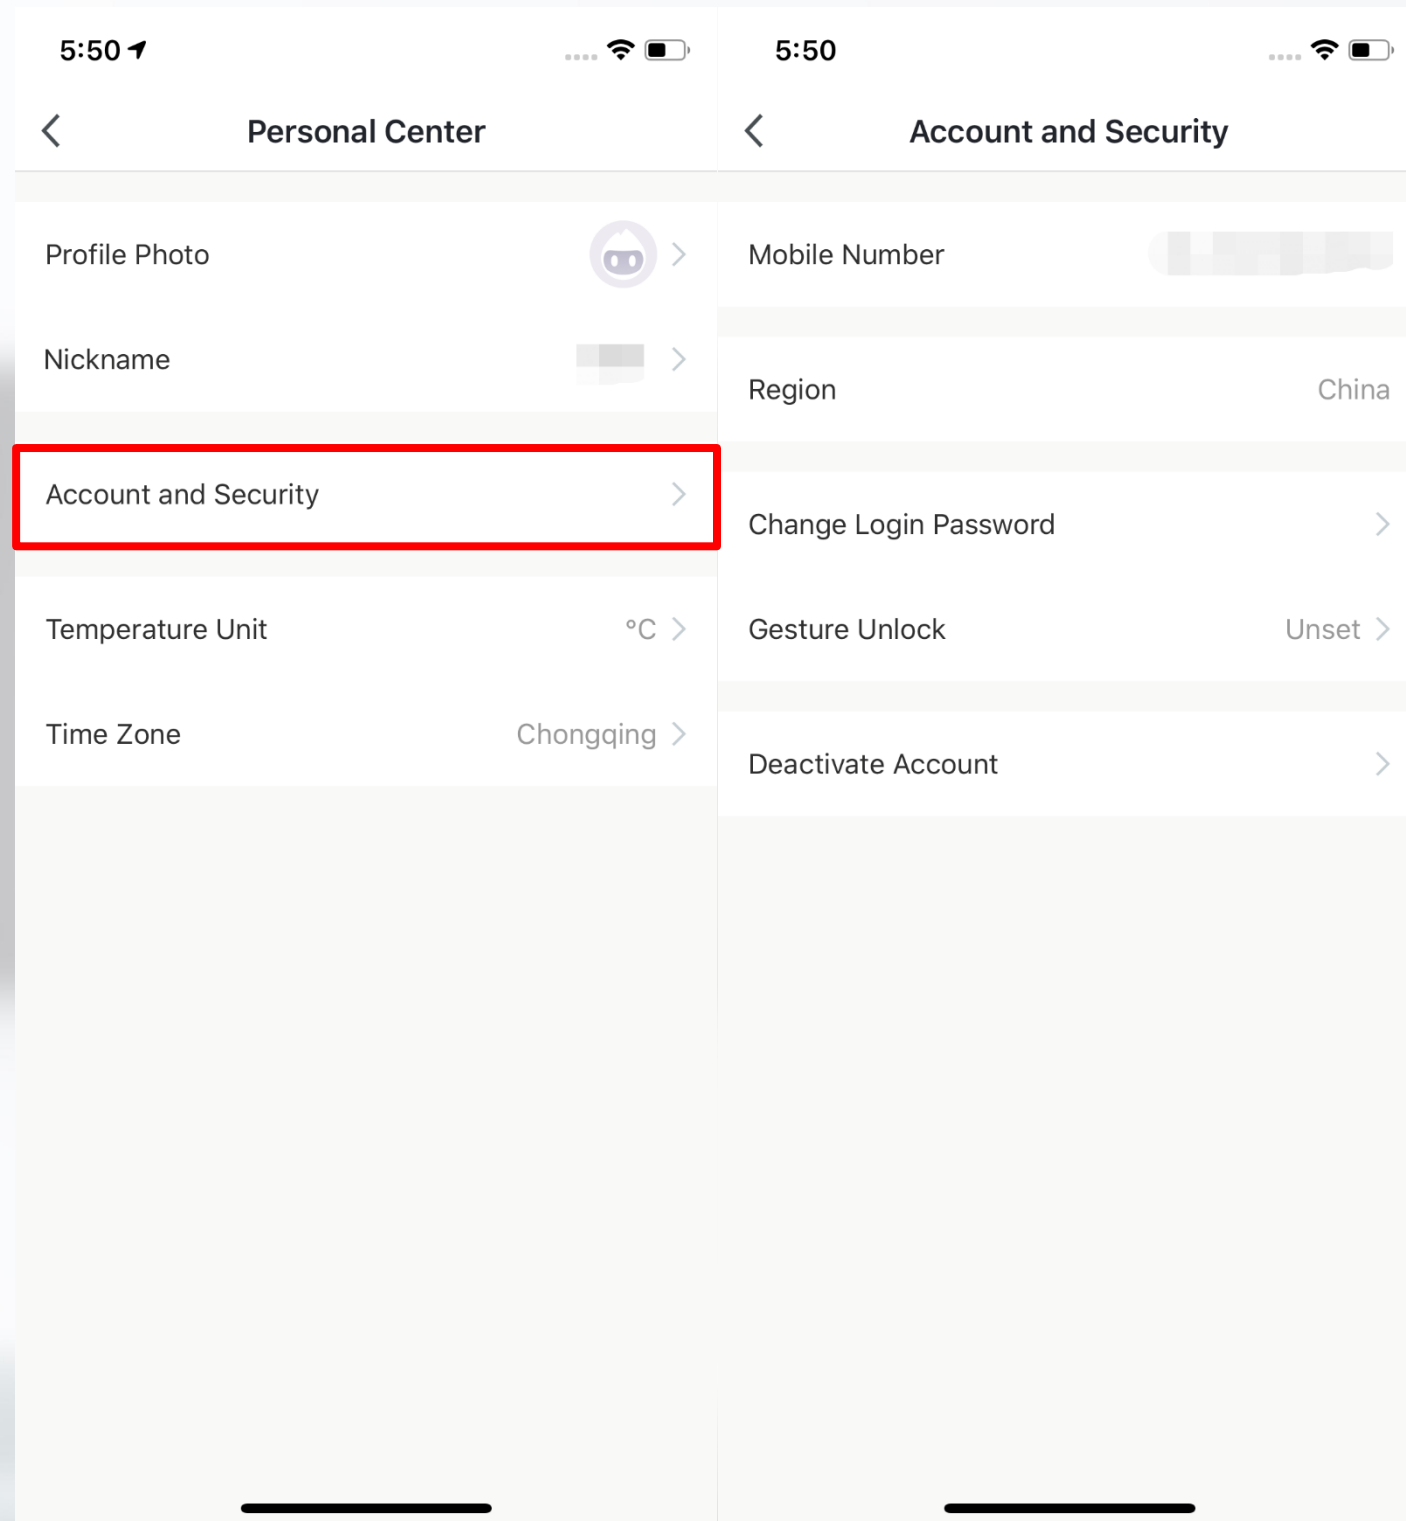 5:50
Personal Center
Profile Photo
Nickname
Account and Security
Temperature Unit °C
Time Zone Chongqing
5:50
Account and Security
Mobile Number
Region China
Change Login Password
Gesture Unlock Unset
Deactivate Account